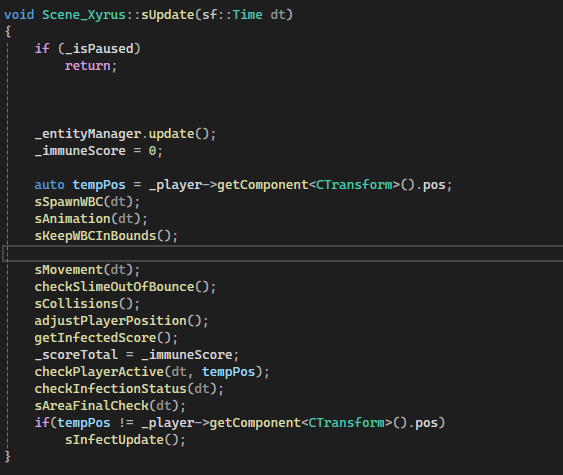 void Scene_Xyrus::sUpdate(sf::Time dt)
{
if (_isPaused)
return;
_entityManager.update();
_immuneScore = 0;
auto tempPos = _player->getComponent<CTransform>().pos;
sSpawnWBC(dt);
sAnimation(dt);
sKeepWBCInBounds();
sMovement(dt);
checkSlimeOutOfBounce();
sCollisions();
adjustPlayerPosition();
getInfectedScore();
_scoreTotal = _immuneScore;
checkPlayerActive(dt, tempPos);
checkInfectionStatus(dt);
sAreaFinalCheck(dt);
if(tempPos != _player->getComponent<CTransform>().pos)
sInfectUpdate();
}